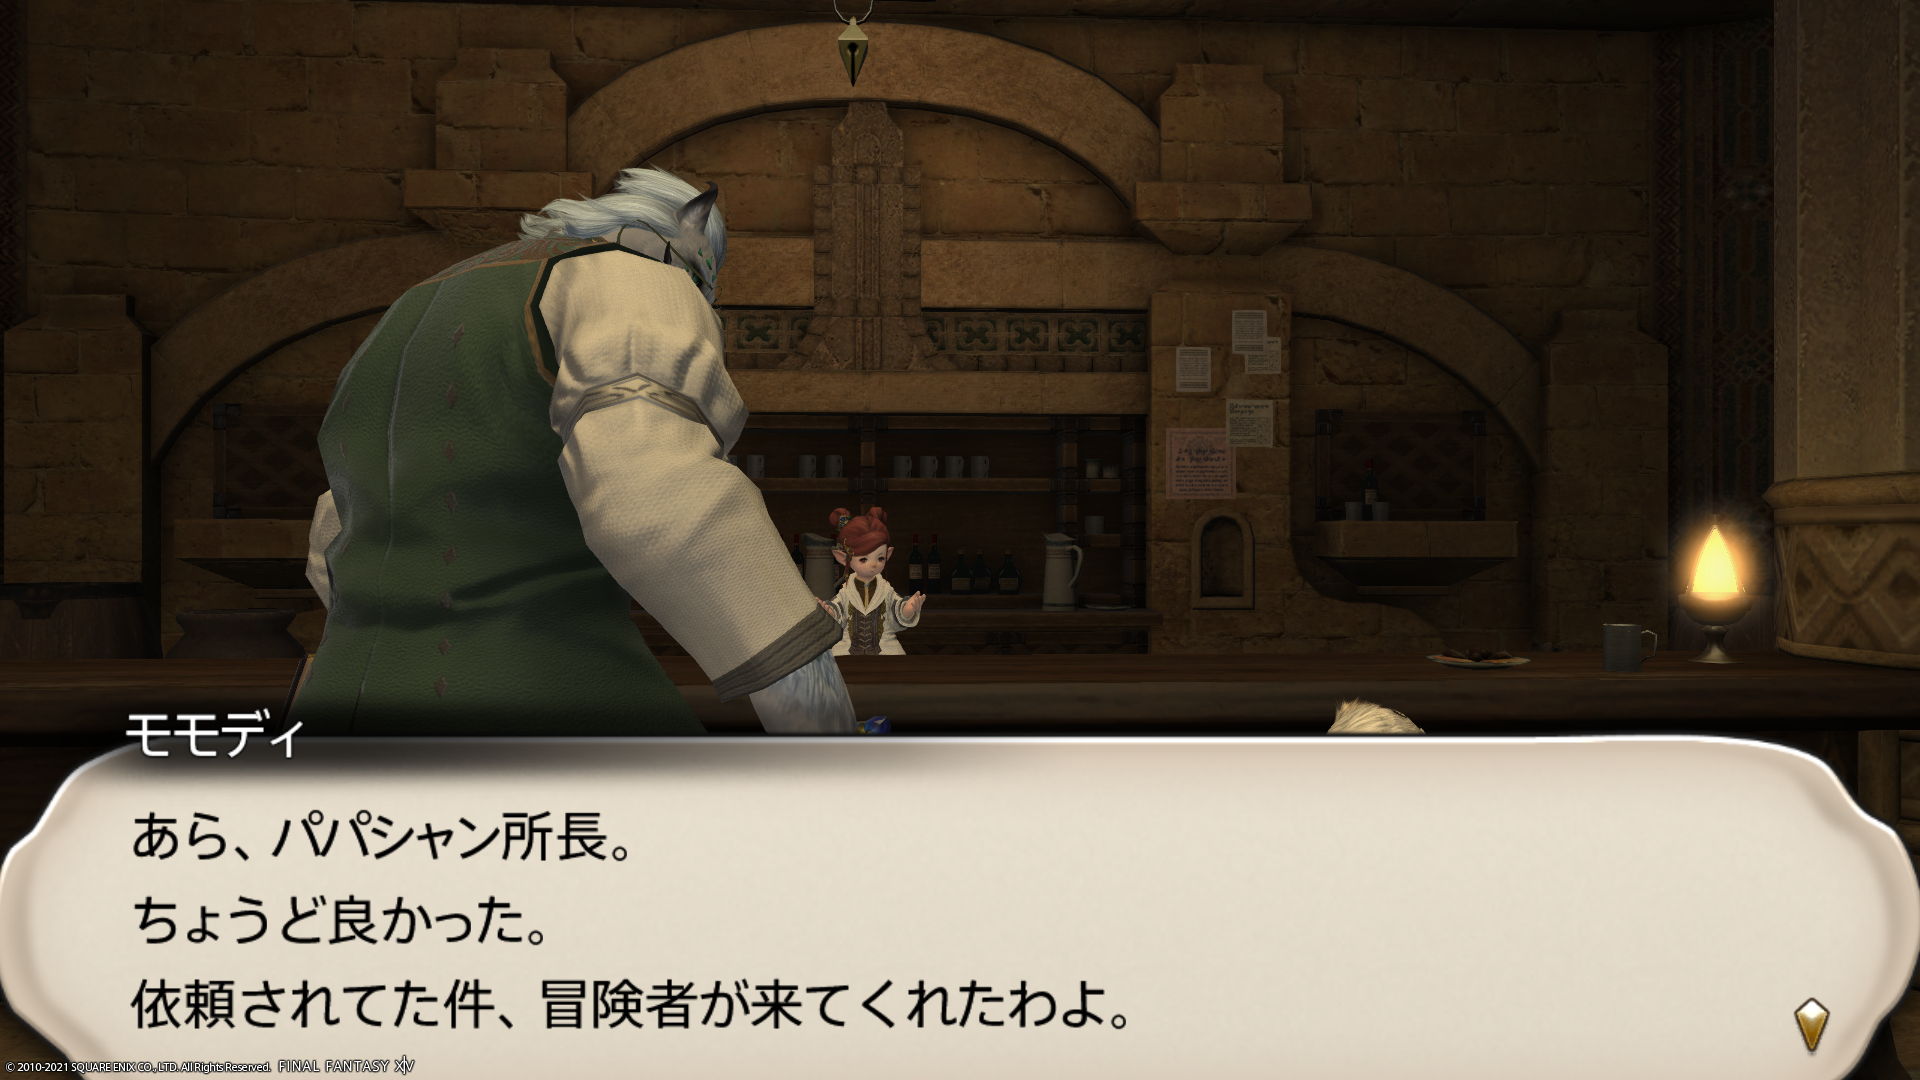 モモディ
あら、パパシャン所長。
ちょうど良かった。
依頼されてた件、冒険者が来てくれたわよ。
© 2010-2021 SQUARE ENIX CO., LTD. All Rights Reserved. FINAL FANTASY XIV